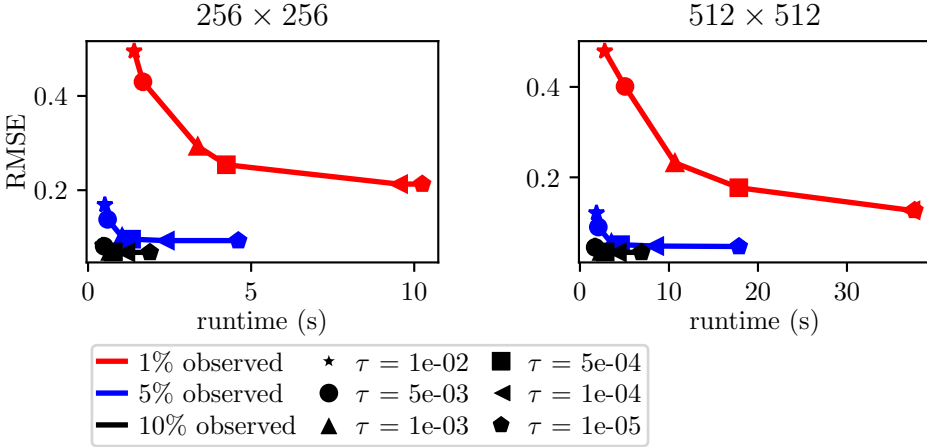 256 × 256
512 × 512
RMSE
0.4
0.2
0 5 10
runtime (s)
0.4
0.2
0 10 20 30
runtime (s)
1% observed
5% observed
10% observed
τ = 1e-02
τ = 5e-03
τ = 1e-03
τ = 5e-04
τ = 1e-04
τ = 1e-05